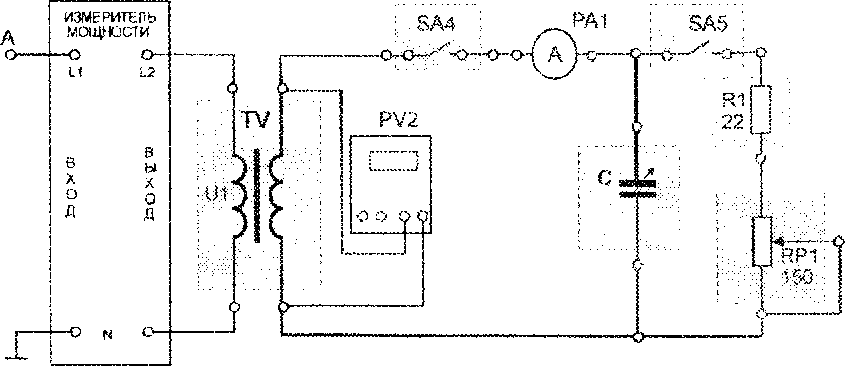 ИЗМЕРИТЕЛЬ
МОЩНОСТИ
A
L1
L2
ВХОД
ВЫХОД
N
U1
TV
PV2
SA4
PA1
A
SA5
C
R1
22
RP1
150